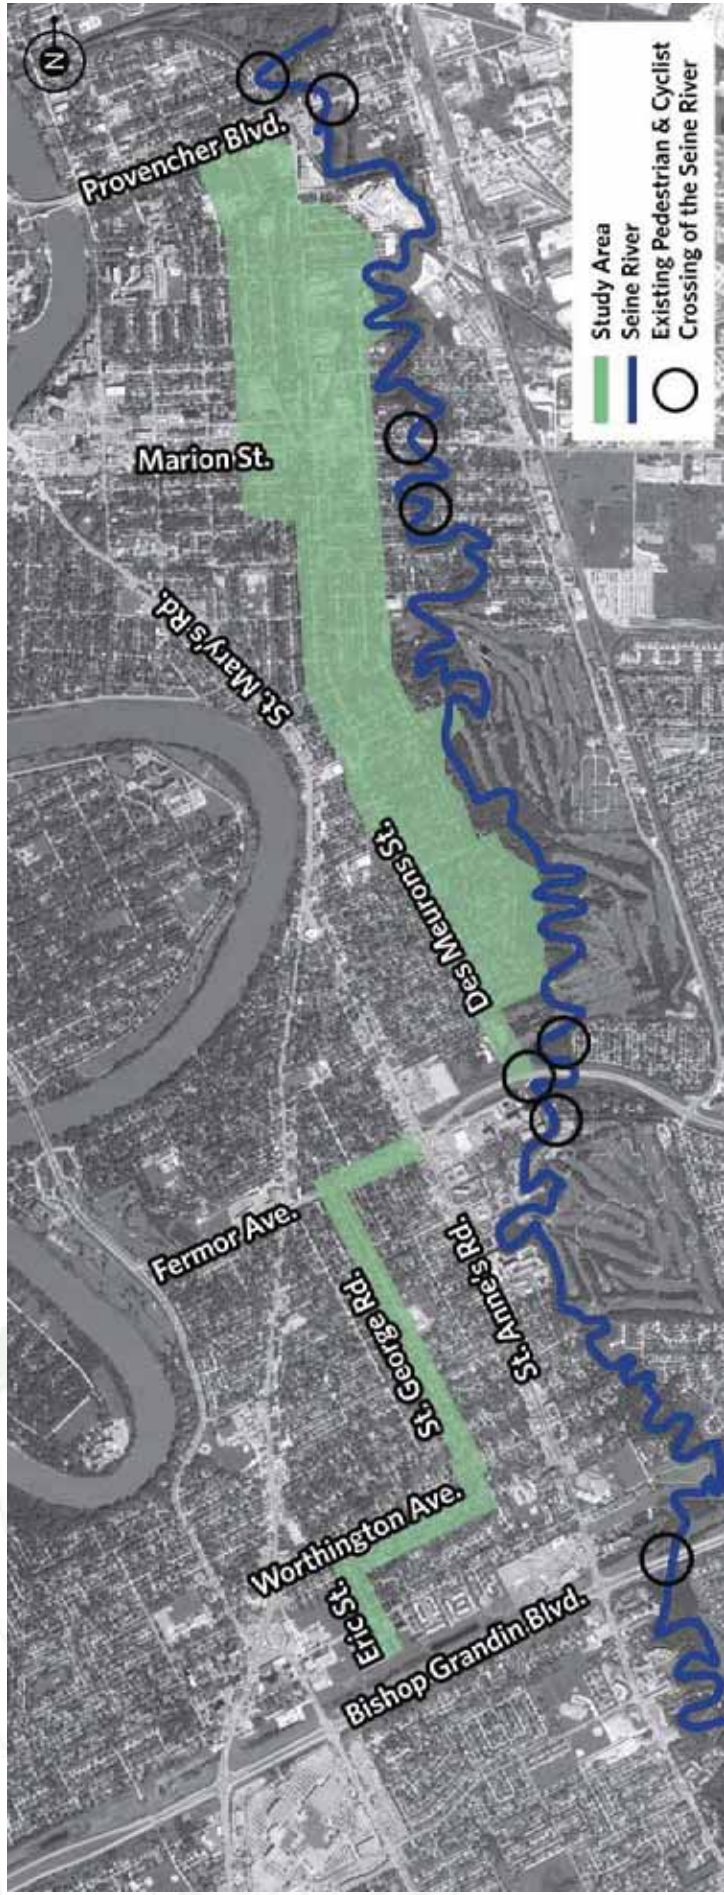 N
Provencher Blvd.
Marion St.
St. Mary's Rd.
Des Meurons St.
Fermor Ave.
St. George Rd.
St. Anne's Rd.
Worthington Ave.
Eric St.
Bishop Grandin Blvd.
Study Area
Seine River
Existing Pedestrian & Cyclist
Crossing of the Seine River